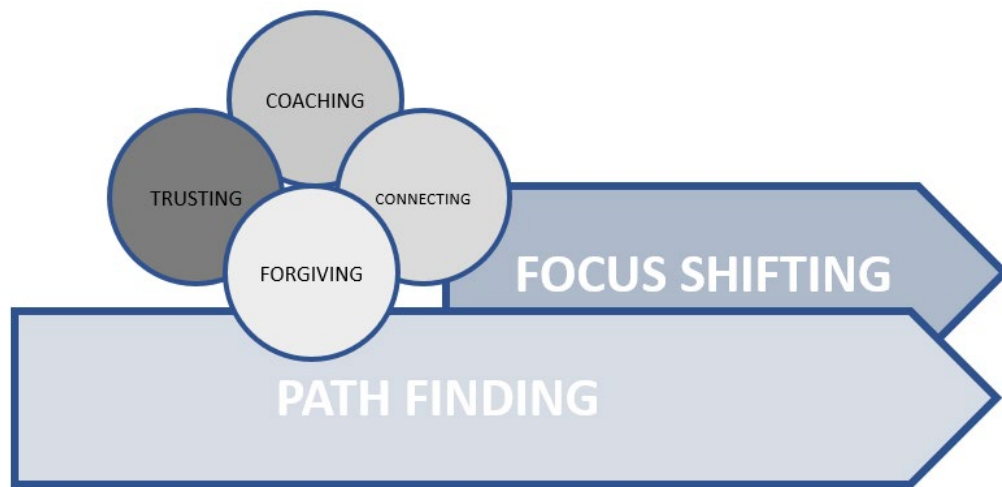 COACHING
TRUSTING
CONNECTING
FORGIVING
FOCUS SHIFTING
PATH FINDING